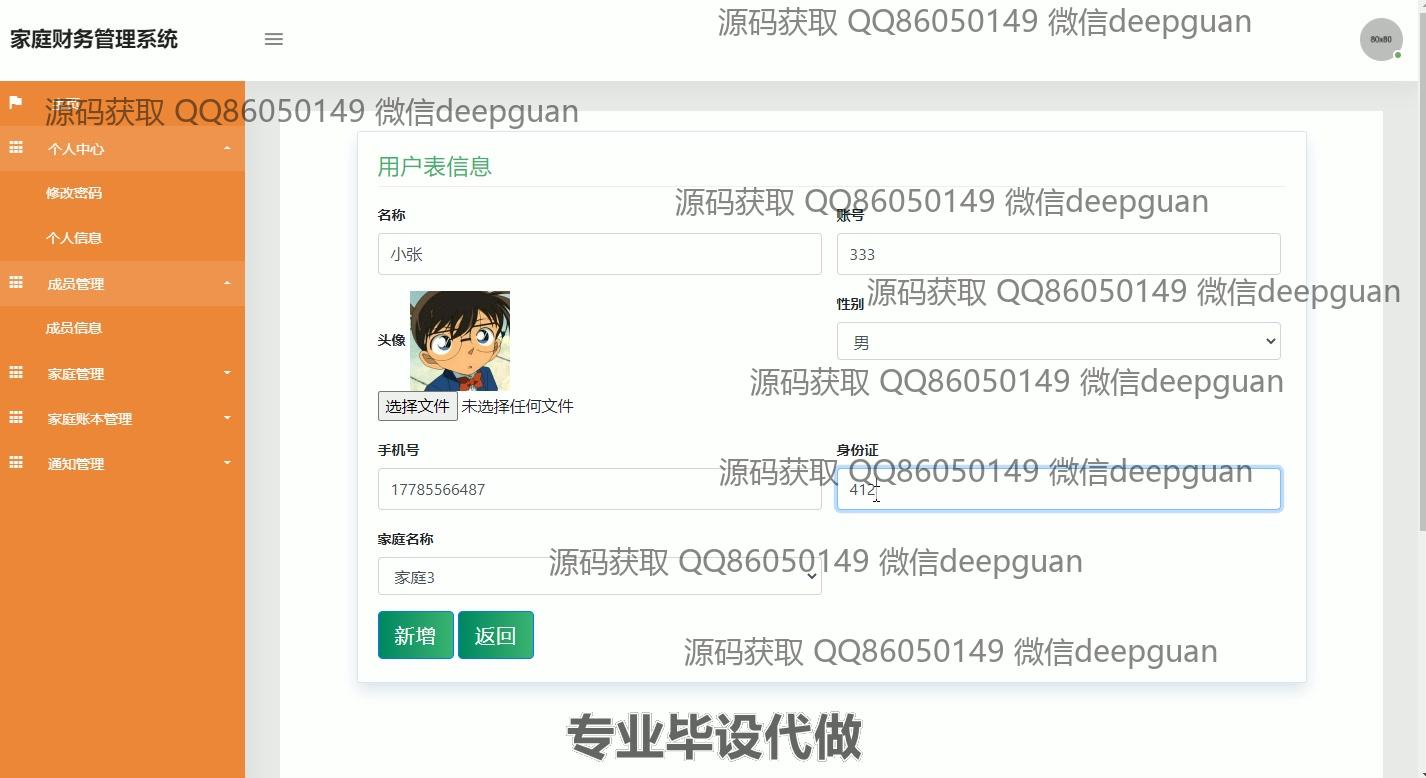 源码获取 QQ86050149 微信deepguan
家庭财务管理系统
80x80
源码获取 QQ86050149 微信deepguan
个人中心
修改密码
个人信息
成员管理
成员信息
家庭管理
家庭账本管理
通知管理
用户表信息
源码获取 QQ86050149 微信deepguan
名称
账号
小张
333
源码获取 QQ86050149 微信deepguan
头像
性别
男
源码获取 QQ86050149 微信deepguan
选择文件 未选择任何文件
手机号
身份证
源码获取 QQ86050149 微信deepguan
17785566487
412
家庭名称
源码获取 QQ86050149 微信deepguan
家庭3
新增 返回
源码获取 QQ86050149 微信deepguan
专业毕设代做